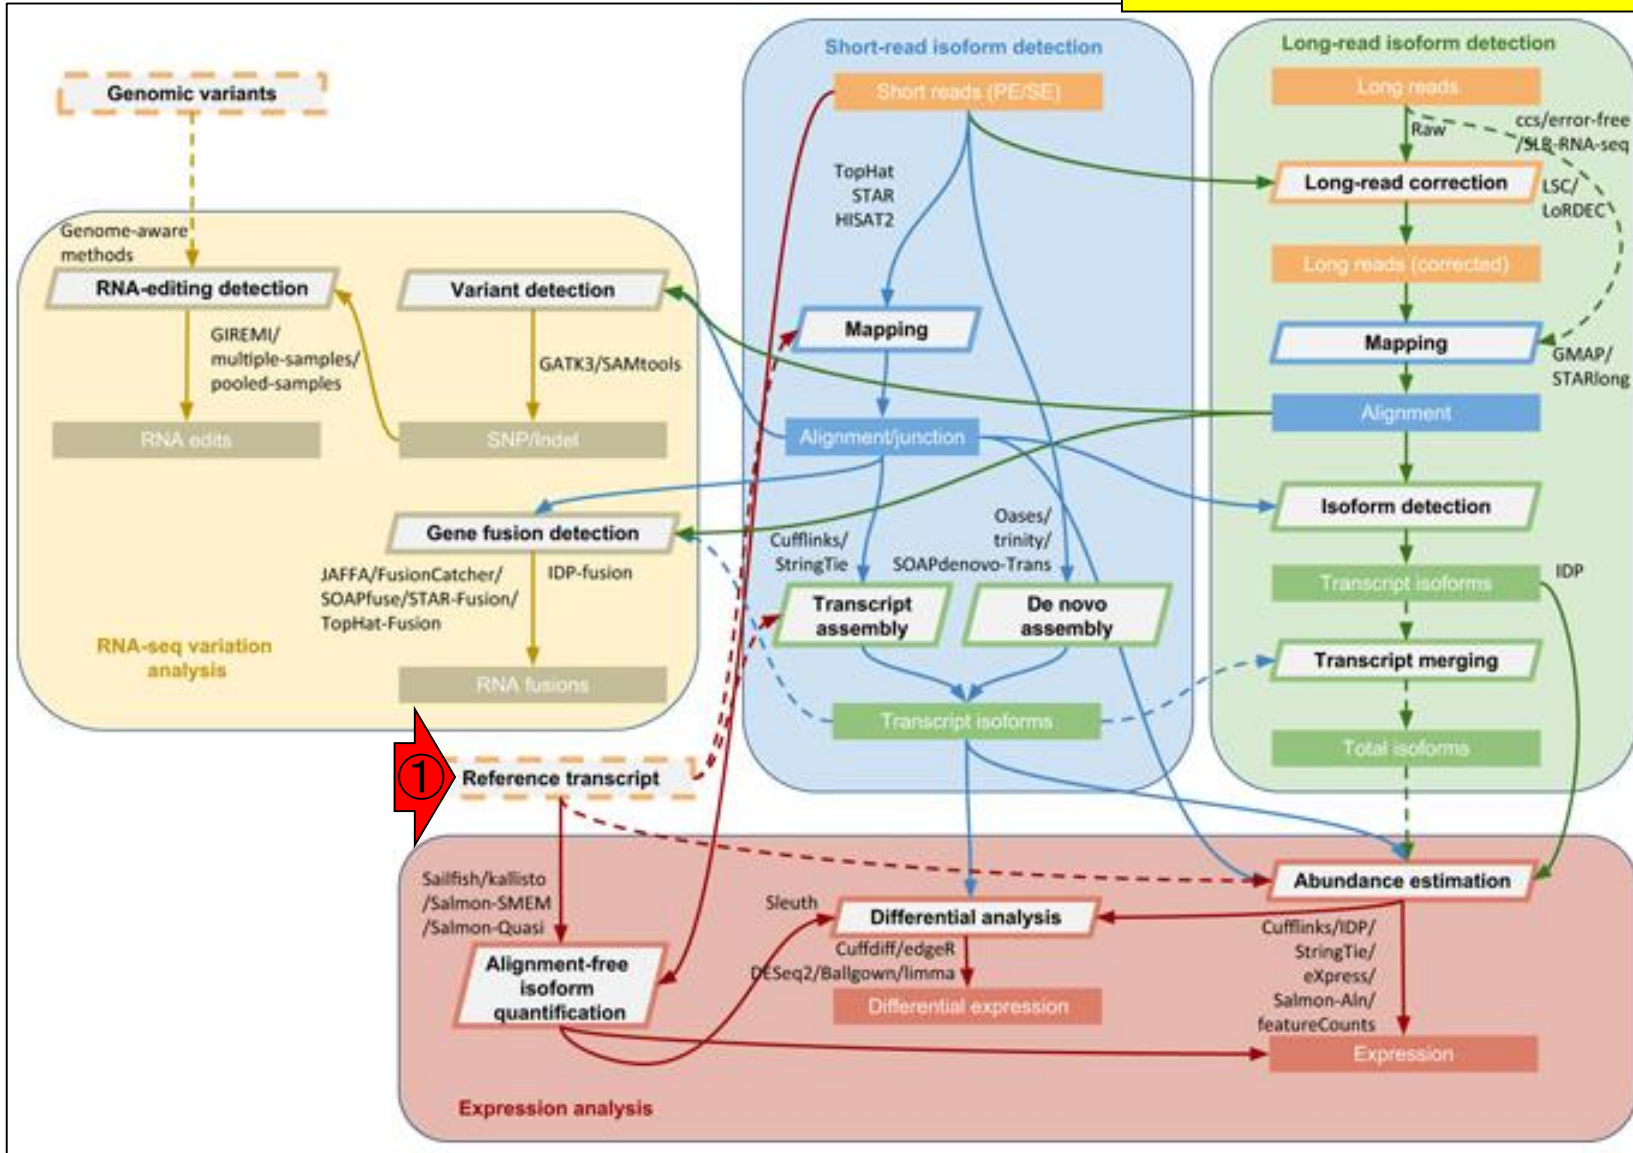 Short-read isoform detection
Long-read isoform detection
Genomic variants
Short reads (PE/SE)
Long reads
Raw
ccs/error-free
/SLR-RNA-seq
TopHat
STAR
HISAT2
Long-read correction
LSC/
LoRDEC
Genome-aware
methods
Long reads (corrected)
RNA-editing detection
Variant detection
Mapping
Mapping
GIREMI/
multiple-samples/
pooled-samples
GATK3/SAMtools
GMAP/
STARlong
RNA edits
SNP/Indel
Alignment/junction
Alignment
Gene fusion detection
Isoform detection
Cufflinks/
StringTie
Oases/
trinity/
SOAPdenovo-Trans
JAFFA/FusionCatcher/
SOAPfuse/STAR-Fusion/
TopHat-Fusion
IDP-fusion
Transcript isoforms
IDP
Transcript
assembly
De novo
assembly
RNA-seq variation
analysis
Transcript merging
RNA fusions
Transcript isoforms
Total isoforms
①
Reference transcript
Sailfish/kallisto
/Salmon-SMEM
/Salmon-Quasi
Sleuth
Abundance estimation
Differential analysis
Cuffdiff/edgeR
DESeq2/Ballgown/limma
Cufflinks/IDP/
StringTie/
eXpress/
Salmon-Aln/
featureCounts
Alignment-free
isoform
quantification
Differential expression
Expression
Expression analysis